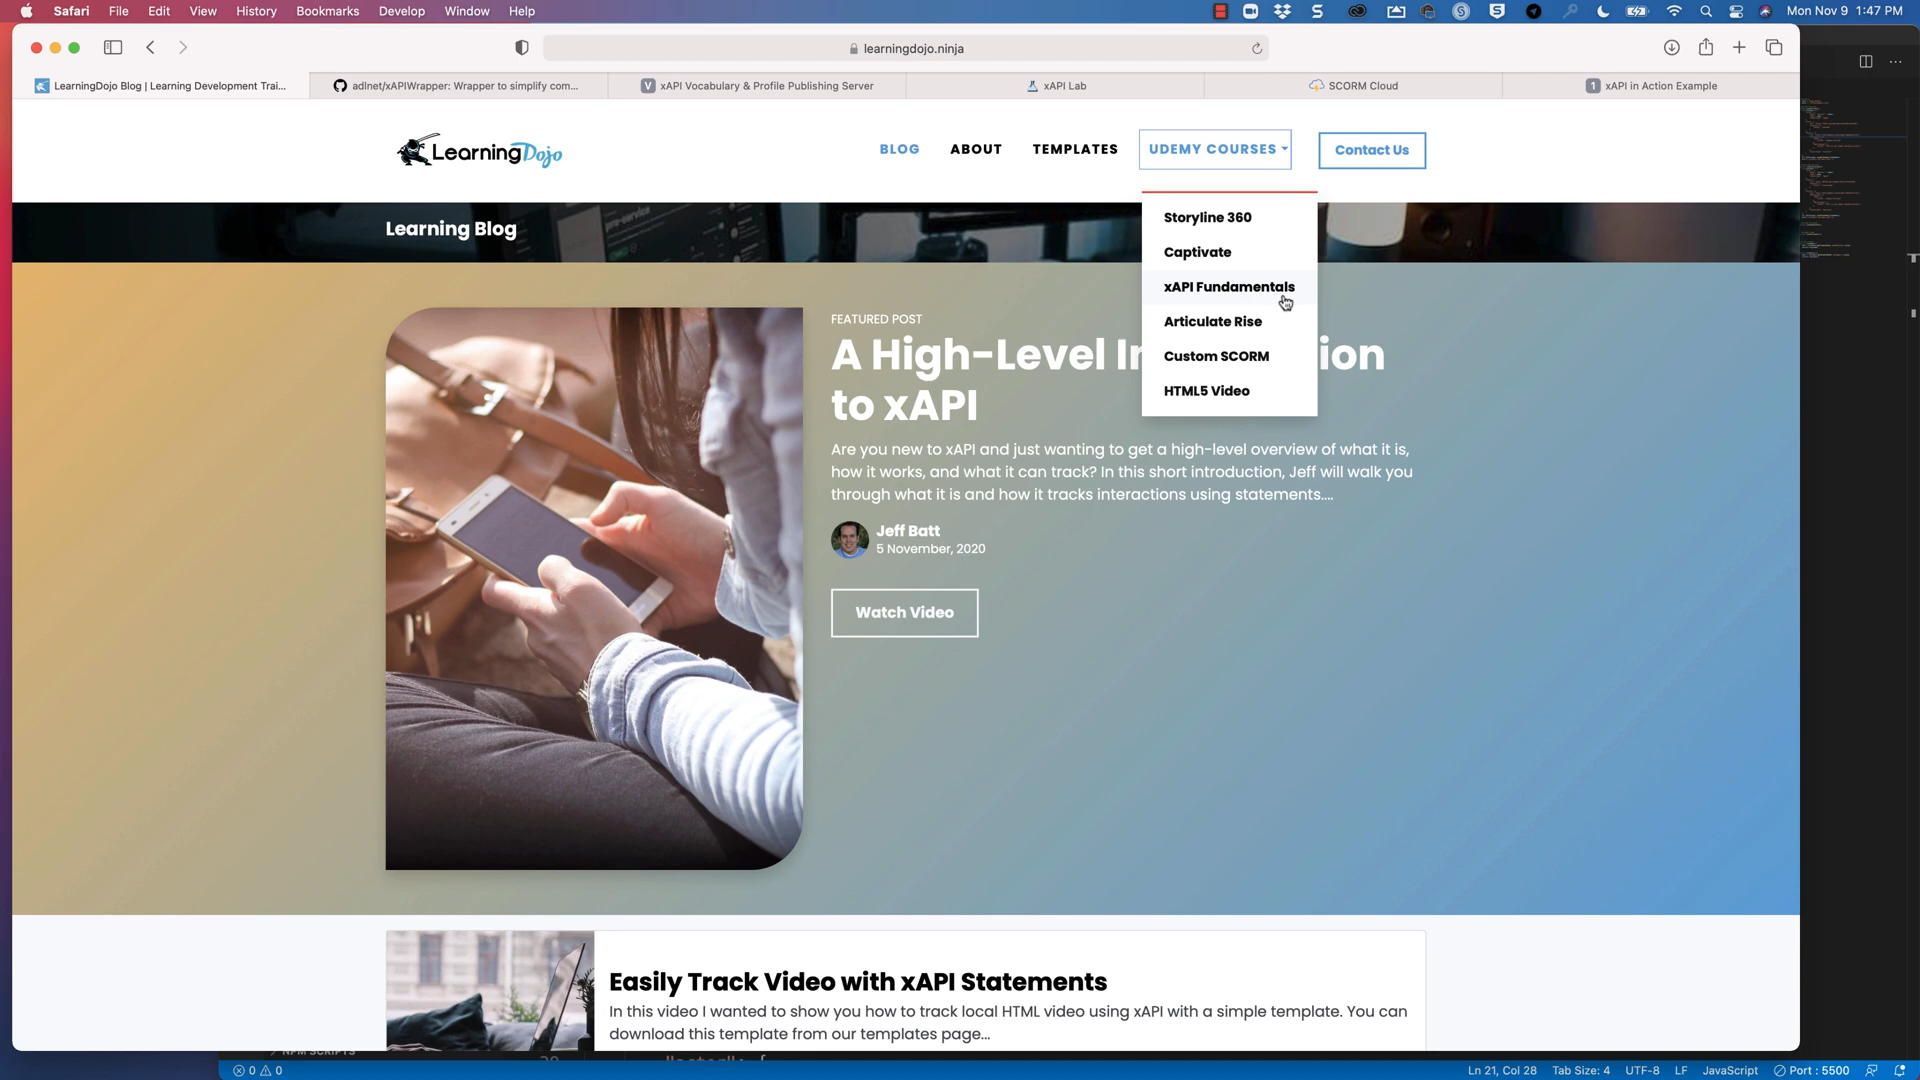 Safari File Edit View History Bookmarks Develop Window Help
Mon Nov 9 1:47 PM
learningdojo.ninja
LearningDojo Blog | Learning Development Trai...
adlnet/xAPIWrapper: Wrapper to simplify com...
V xAPI Vocabulary & Profile Publishing Server
xAPI Lab
SCORM Cloud
1 xAPI in Action Example
LearningDojo
BLOG ABOUT TEMPLATES UDEMY COURSES Contact Us
Storyline 360
Captivate
xAPI Fundamentals
Articulate Rise
Custom SCORM
HTML5 Video
Learning Blog
FEATURED POST
A High-Level In ion
to xAPI
Are you new to xAPI and just wanting to get a high-level overview of what it is,
how it works, and what it can track? In this short introduction, Jeff will walk you
through what it is and how it tracks interactions using statements....
Jeff Batt
5 November, 2020
Watch Video
Easily Track Video with xAPI Statements
In this video I wanted to show you how to track local HTML video using xAPI with a simple template. You can
download this template from our templates page...
NPM SCRIPTS
0 0
Ln 21, Col 28 Tab Size: 4 UTF-8 LF JavaScript Port : 5500